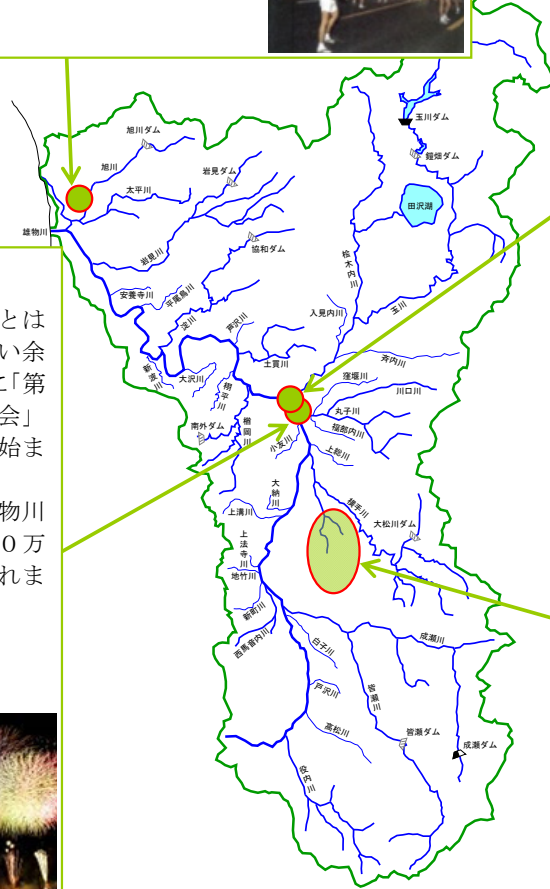 玉川ダム
旭川ダム
鎧畑ダム
旭川
岩見ダム
太平川
田沢湖
雄物川
協和ダム
岩見川
桧木内川
安養寺川
平尾鳥川
淀川
芦沢川
入見内川
玉川
とは
い余
に「第
会」
始ま
物川
０万
れま
新波川
大沢川
土買川
斉内川
窪堀川
川口川
楢平川
丸子川
福部内川
南外ダム
楢岡川
小友川
上総川
大納川
横手川
大松川ダム
上溝川
上法寺川
地竹川
新町川
西馬音内川
成瀬川
白子川
戸沢川
皆瀬川
高松川
皆瀬ダム
成瀬ダム
役内川